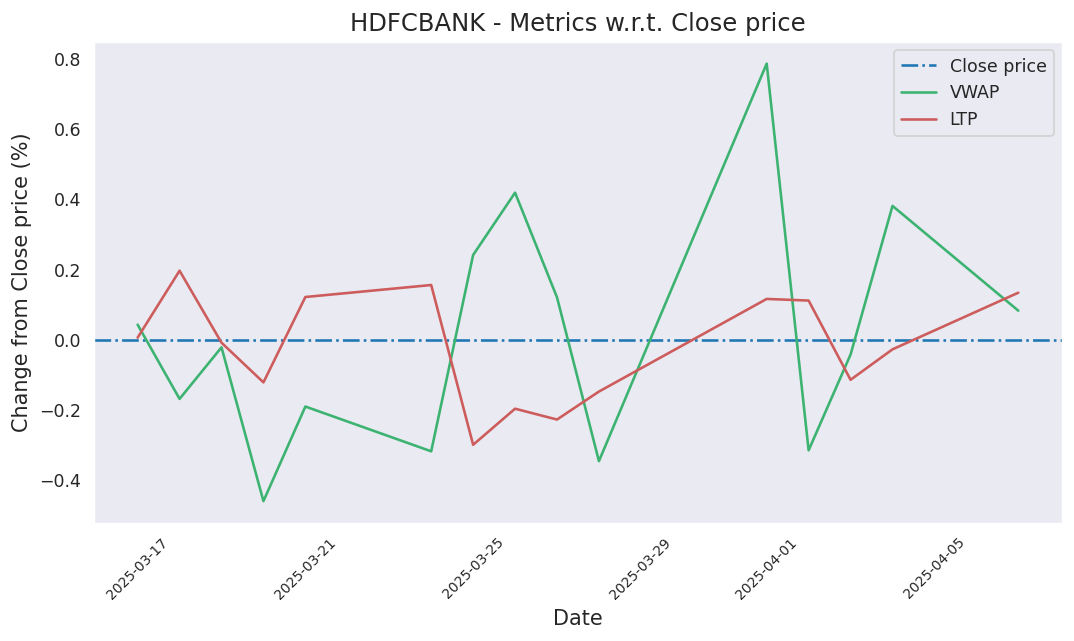 HDFCBANK - Metrics w.r.t. Close price
Change from Close price (%)
0.8
0.6
0.4
0.2
0.0
−0.2
−0.4
Close price
VWAP
LTP
2025-03-17
2025-03-21
2025-03-25
2025-03-29
2025-04-01
2025-04-05
Date